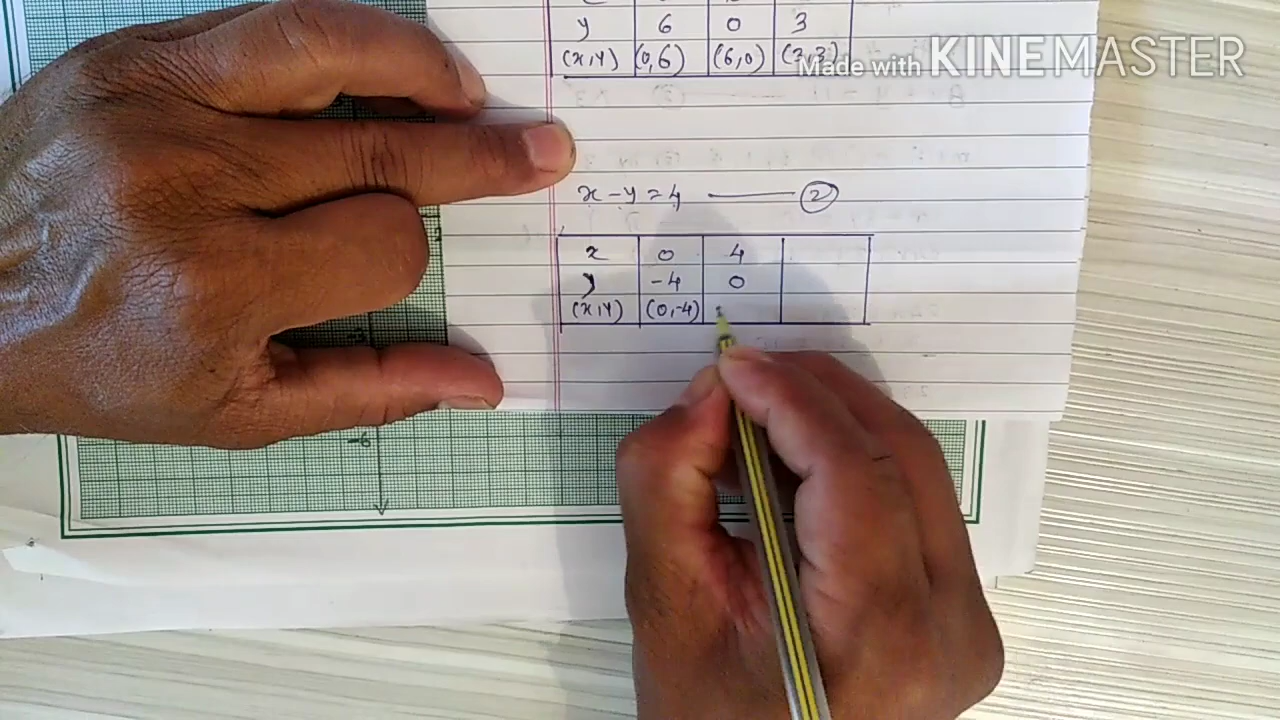 y 6 0 3
(x,y) (0,6) (6,0) (3,3)
Made with KINEMASTER
x - y = 4 ——— ②
x 0 4
y -4 0
(x,y) (0,-4)
-6